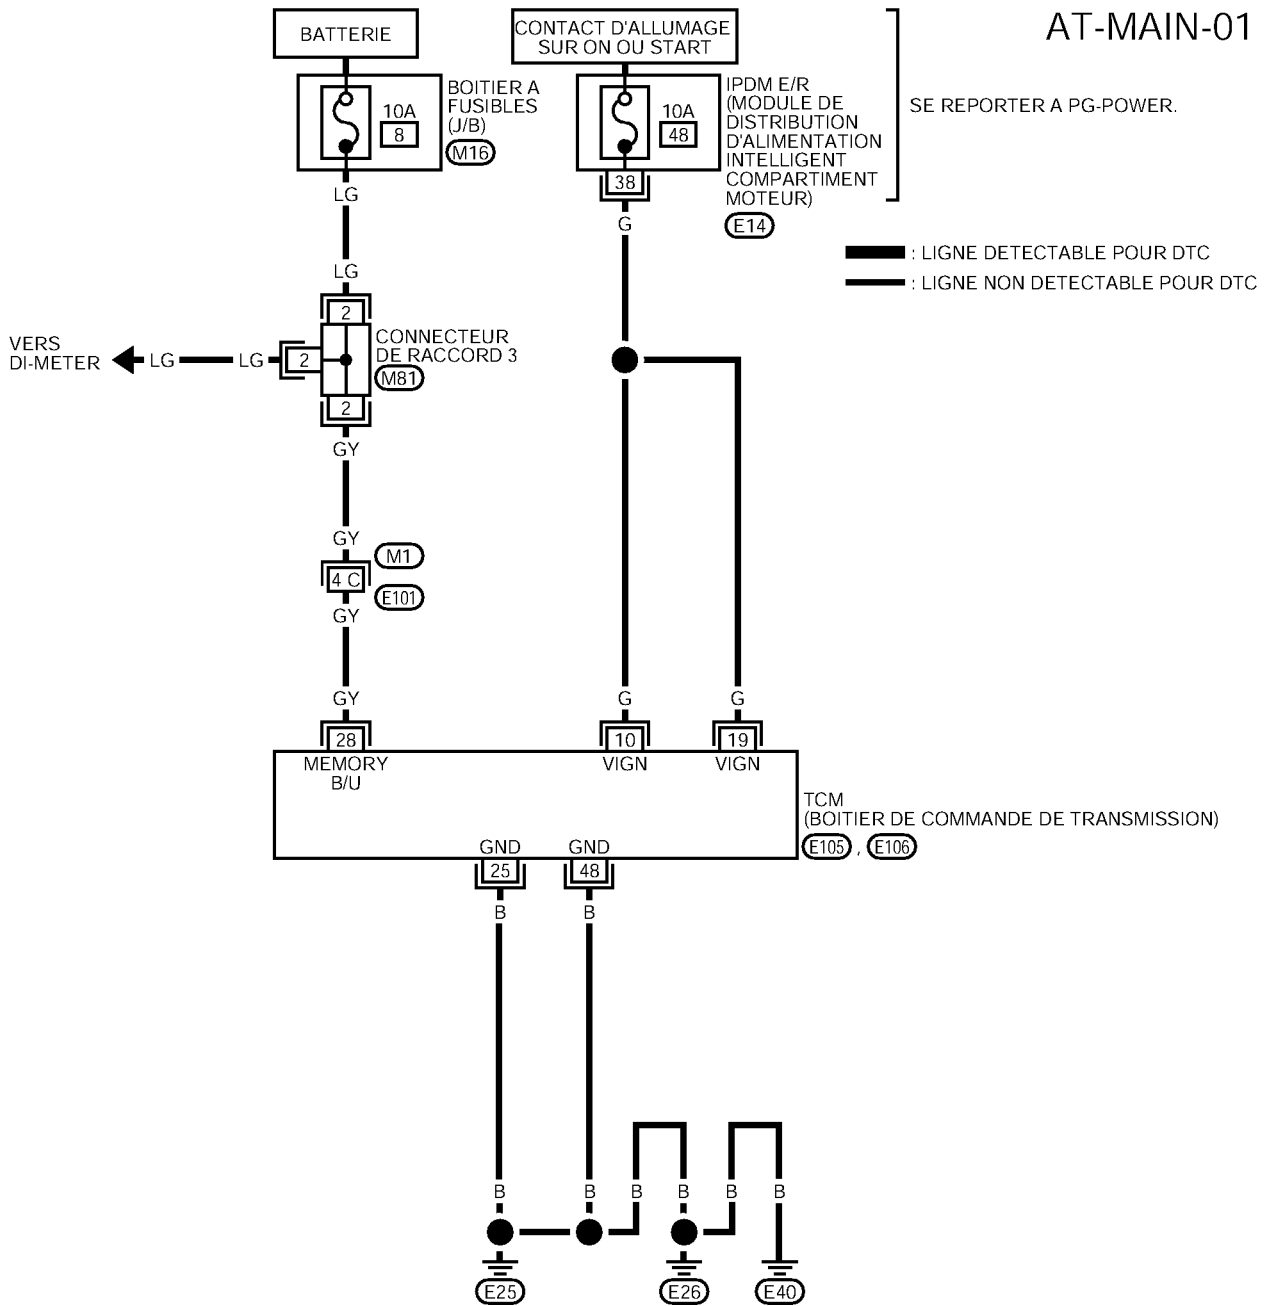 AT-MAIN-01
BATTERIE
CONTACT D'ALLUMAGE
SUR ON OU START
10A
8
BOITIER A
FUSIBLES
(J/B)
M16
10A
48
IPDM E/R
(MODULE DE
DISTRIBUTION
D'ALIMENTATION
INTELLIGENT
COMPARTIMENT
MOTEUR)
E14
SE REPORTER A PG-POWER.
38
LG
G
: LIGNE DETECTABLE POUR DTC
: LIGNE NON DETECTABLE POUR DTC
LG
2
VERS
DI-METER
LG
LG
2
CONNECTEUR
DE RACCORD 3
M81
2
GY
GY
M1
4 C
E101
GY
GY
G
G
28
10
19
MEMORY
B/U
VIGN
VIGN
TCM
(BOITIER DE COMMANDE DE TRANSMISSION)
E105 , E106
GND
GND
25
48
B
B
B
B
B
B
B
B
E25
E26
E40